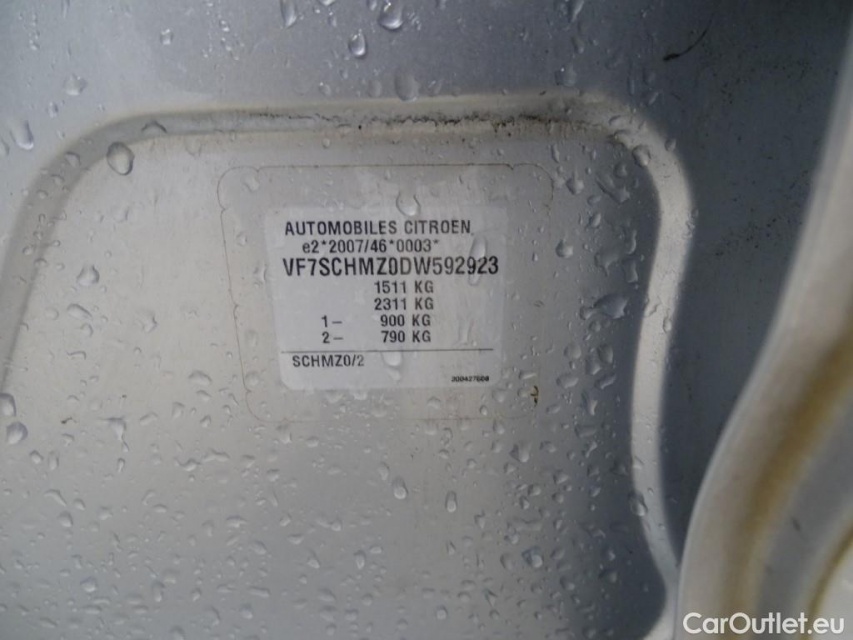 AUTOMOBILES CITROEN
e2*2007/46*0003*
VF7SCHMZ0DW592923
1511 KG
2311 KG
1– 900 KG
2– 790 KG
SCHMZ0/2
CarOutlet.eu